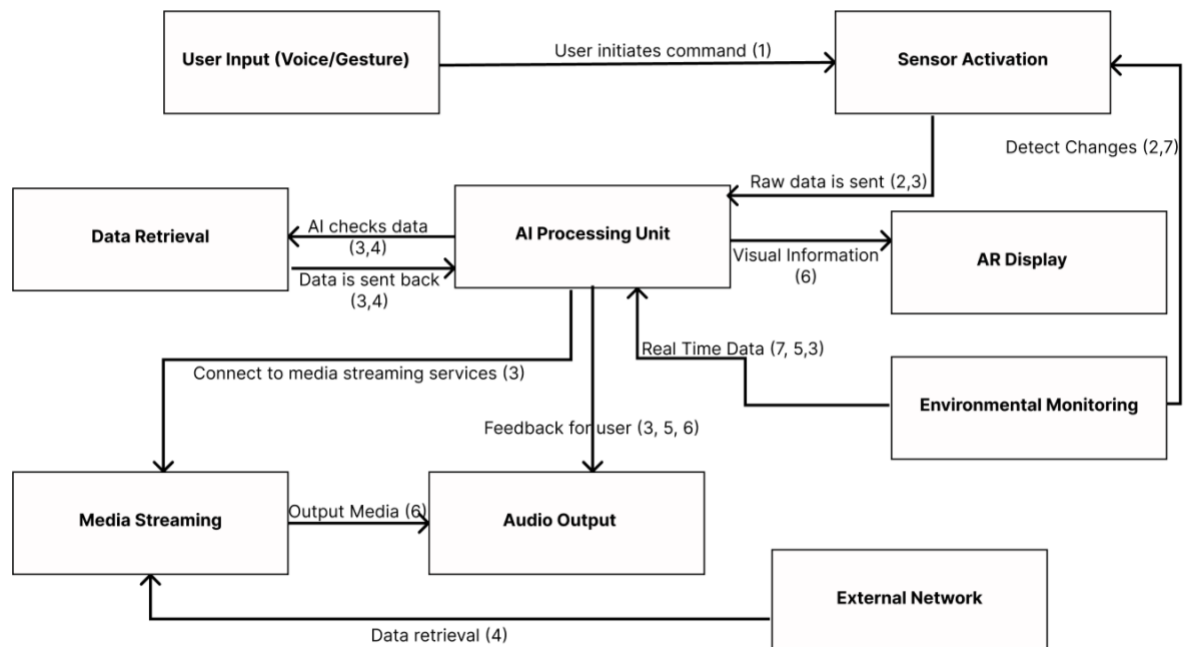 User Input (Voice/Gesture)
User initiates command (1)
Sensor Activation
Detect Changes (2,7)
Raw data is sent (2,3)
Data Retrieval
AI checks data
(3,4)
Data is sent back
(3,4)
AI Processing Unit
Visual Information
(6)
AR Display
Real Time Data (7, 5,3)
Connect to media streaming services (3)
Environmental Monitoring
Feedback for user (3, 5, 6)
Media Streaming
Output Media (6)
Audio Output
External Network
Data retrieval (4)